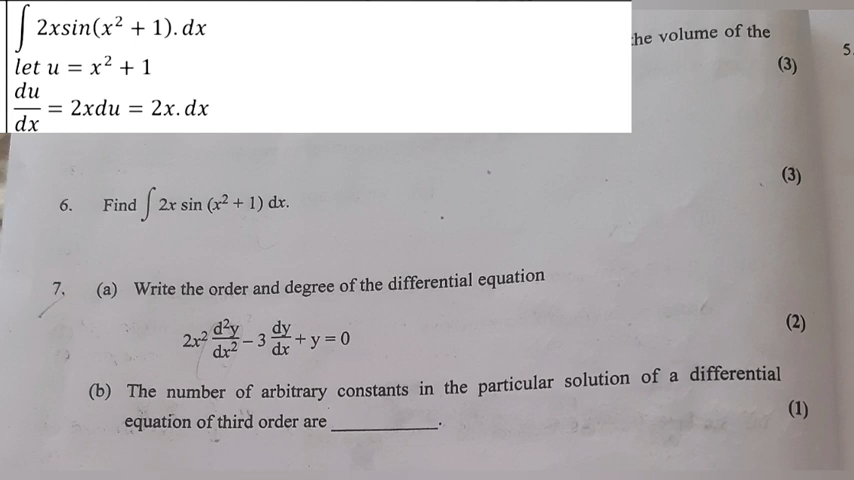 ∫ 2xsin(x² + 1). dx
let u = x² + 1
du/dx = 2xdu = 2x. dx
the volume of the
(3)
5.
(3)
6. Find ∫ 2x sin (x² + 1) dx.
7. (a) Write the order and degree of the differential equation
2x² d²y/dx² – 3 dy/dx + y = 0
(2)
(b) The number of arbitrary constants in the particular solution of a differential
equation of third order are __________.
(1)